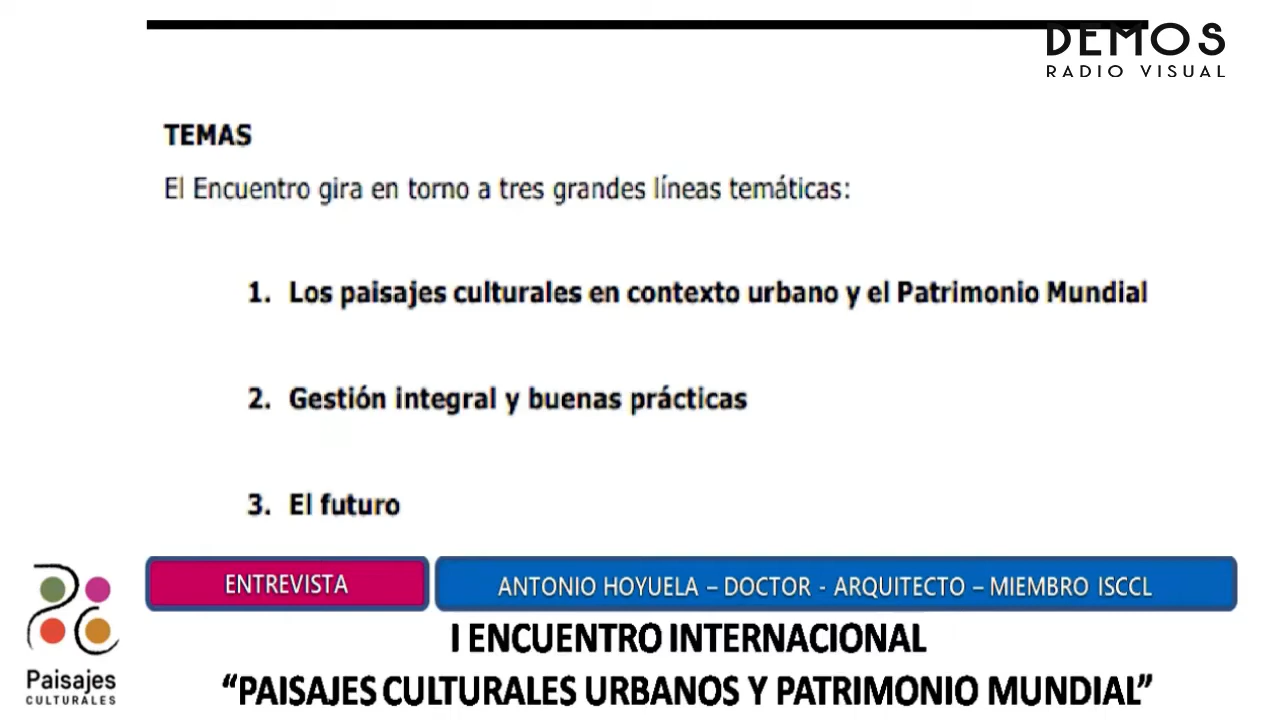 DEMOS
RADIO VISUAL
TEMAS
El Encuentro gira en torno a tres grandes líneas temáticas:
1. Los paisajes culturales en contexto urbano y el Patrimonio Mundial
2. Gestión integral y buenas prácticas
3. El futuro
ENTREVISTA
ANTONIO HOYUELA – DOCTOR - ARQUITECTO – MIEMBRO ISCCL
I ENCUENTRO INTERNACIONAL
“PAISAJES CULTURALES URBANOS Y PATRIMONIO MUNDIAL”
Paisajes
CULTURALES